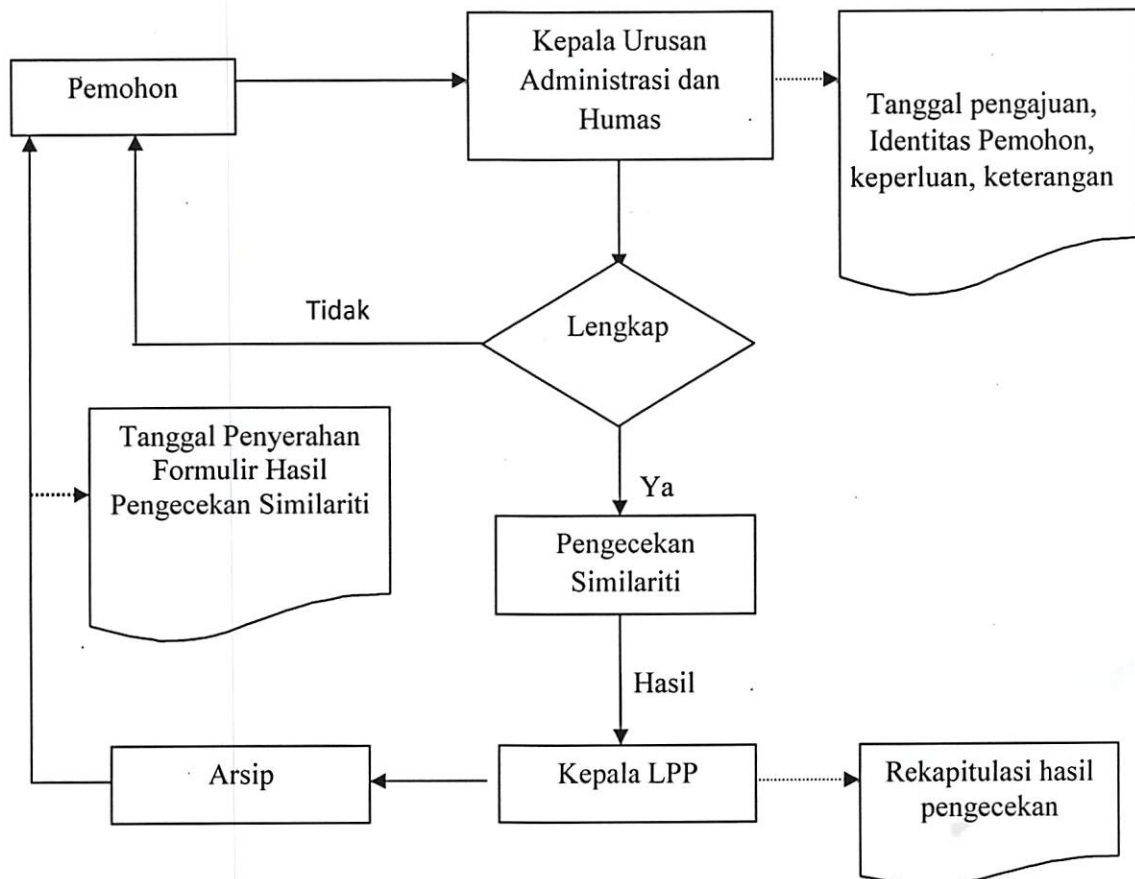 Pemohon
Kepala Urusan
Administrasi dan
Humas
Tanggal pengajuan,
Identitas Pemohon,
keperluan, keterangan
Tidak
Lengkap
Tanggal Penyerahan
Formulir Hasil
Pengecekan Similariti
Ya
Pengecekan
Similariti
Hasil
Arsip
Kepala LPP
Rekapitulasi hasil
pengecekan